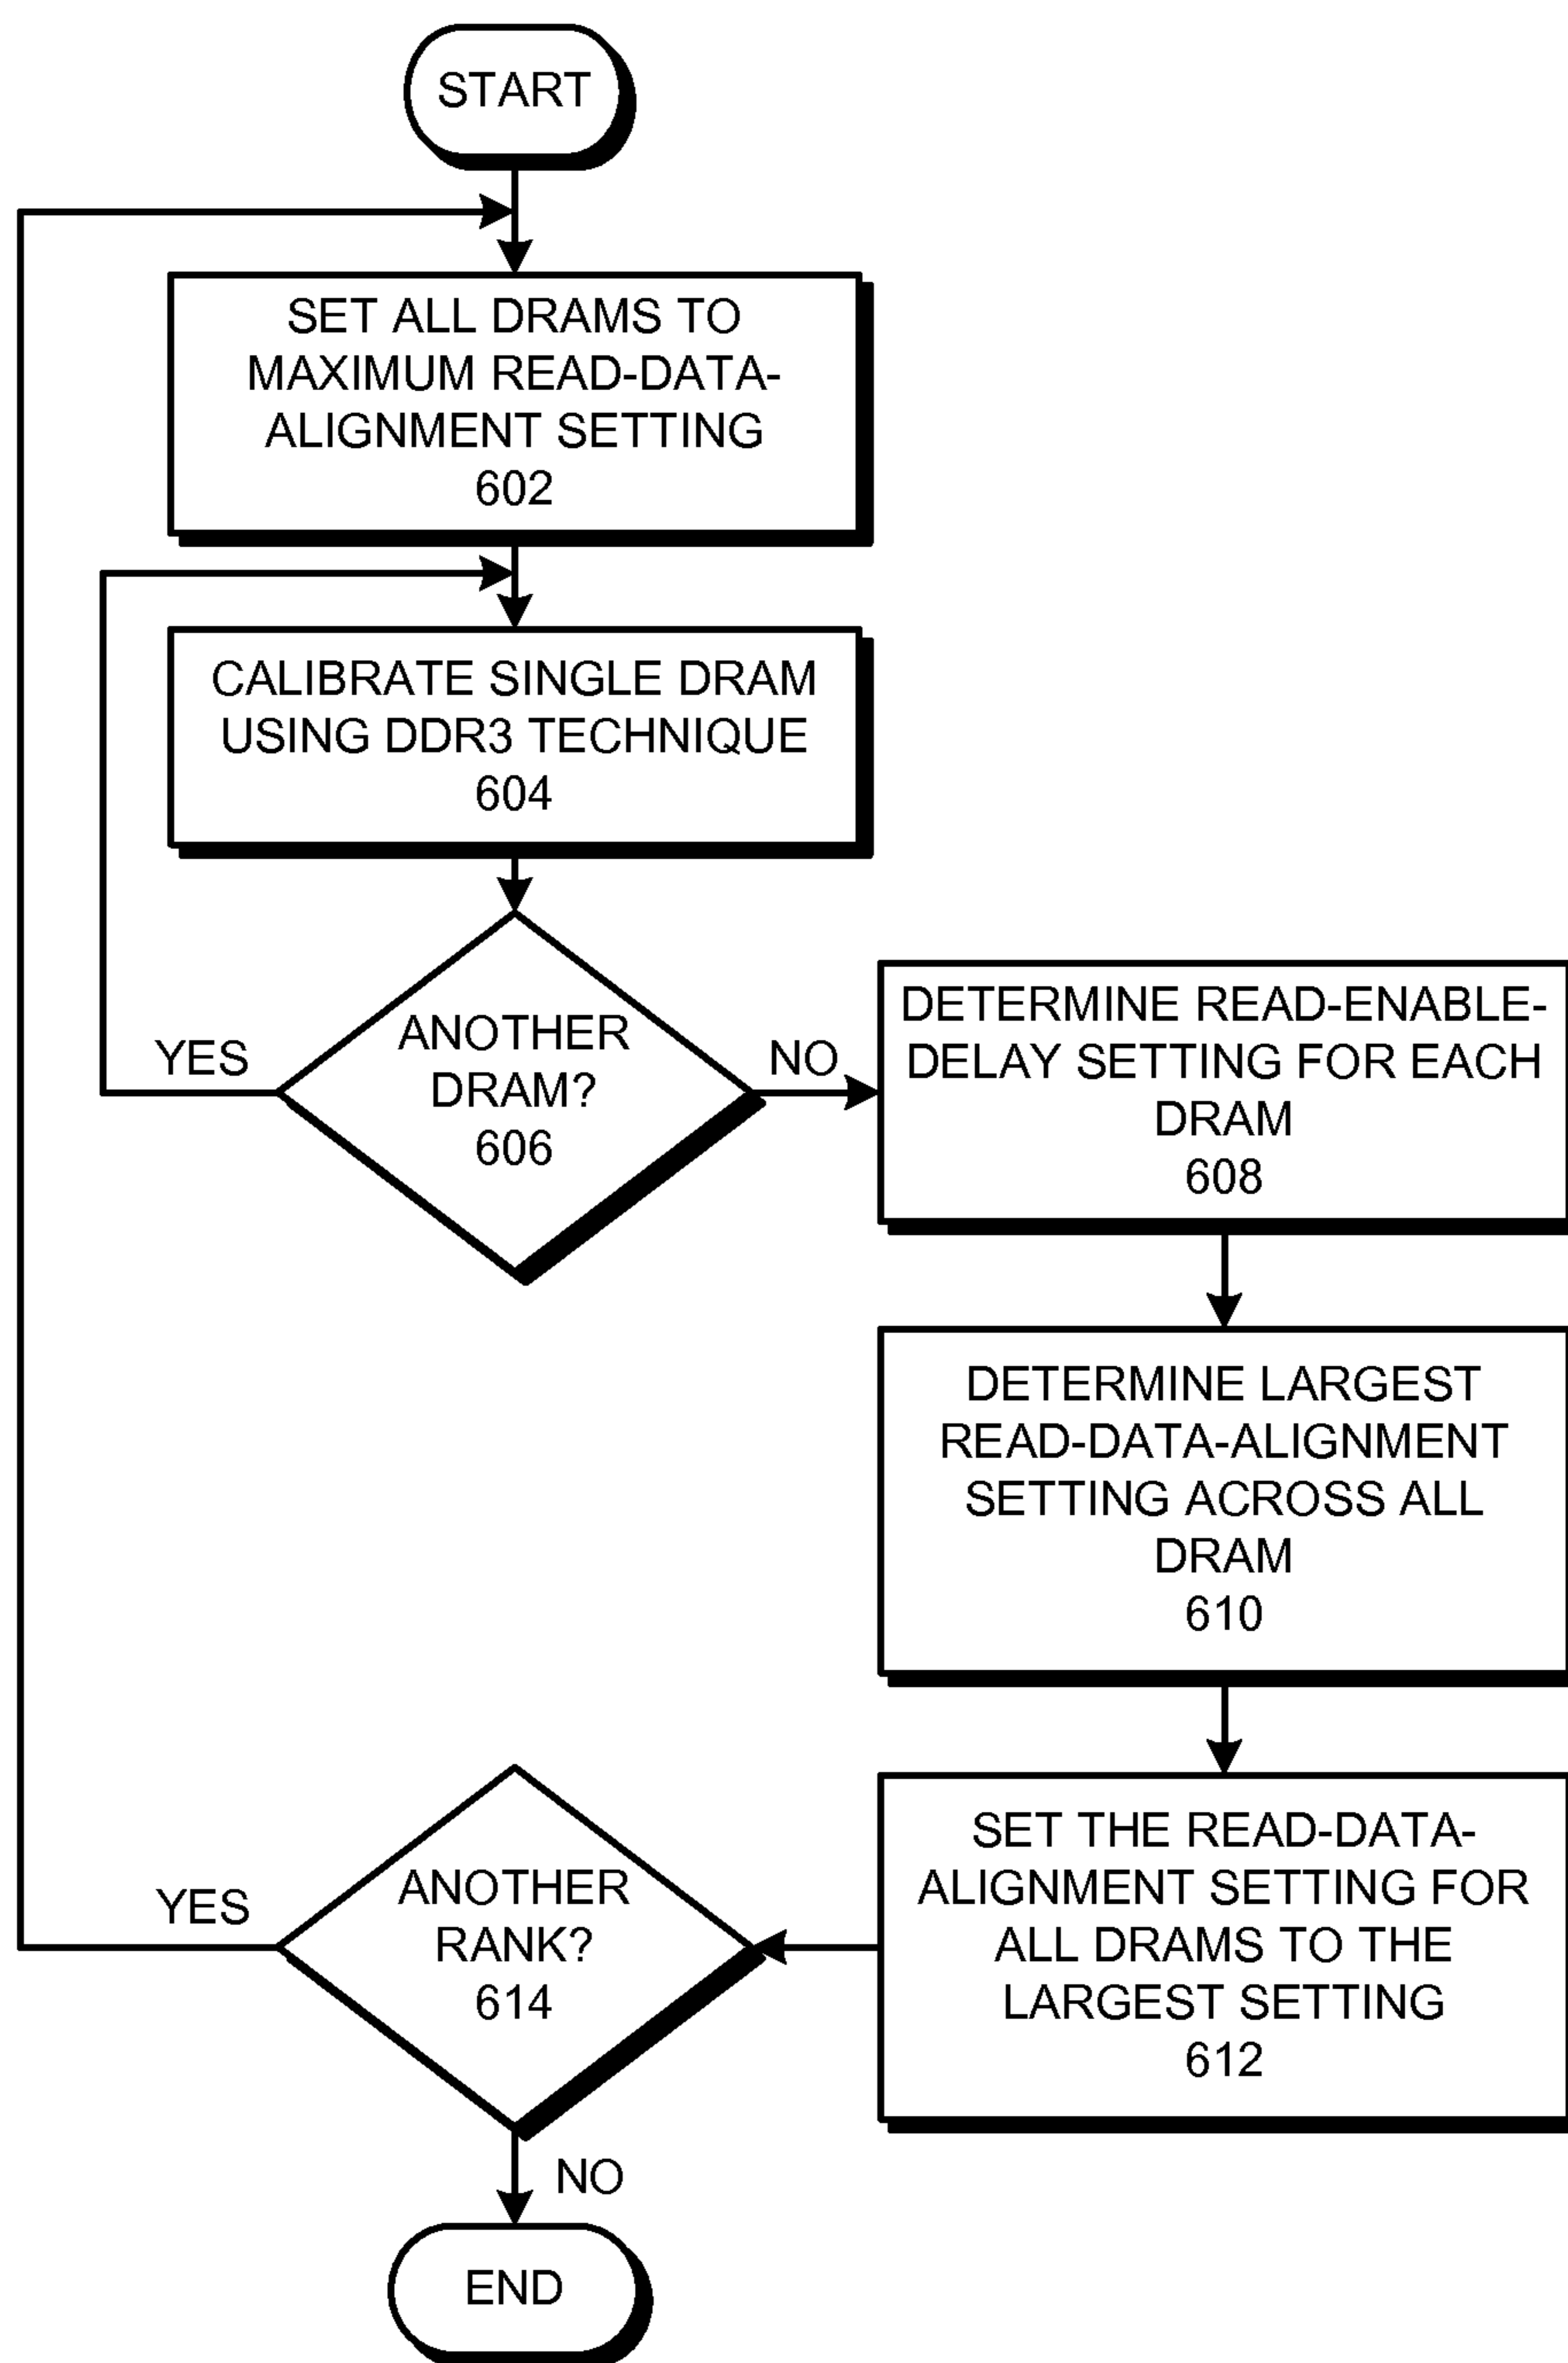 START
SET ALL DRAMS TO
MAXIMUM READ-DATA-
ALIGNMENT SETTING
602
CALIBRATE SINGLE DRAM
USING DDR3 TECHNIQUE
604
ANOTHER
DRAM?
606
YES
NO
DETERMINE READ-ENABLE-
DELAY SETTING FOR EACH
DRAM
608
DETERMINE LARGEST
READ-DATA-ALIGNMENT
SETTING ACROSS ALL
DRAM
610
SET THE READ-DATA-
ALIGNMENT SETTING FOR
ALL DRAMS TO THE
LARGEST SETTING
612
ANOTHER
RANK?
614
YES
NO
END